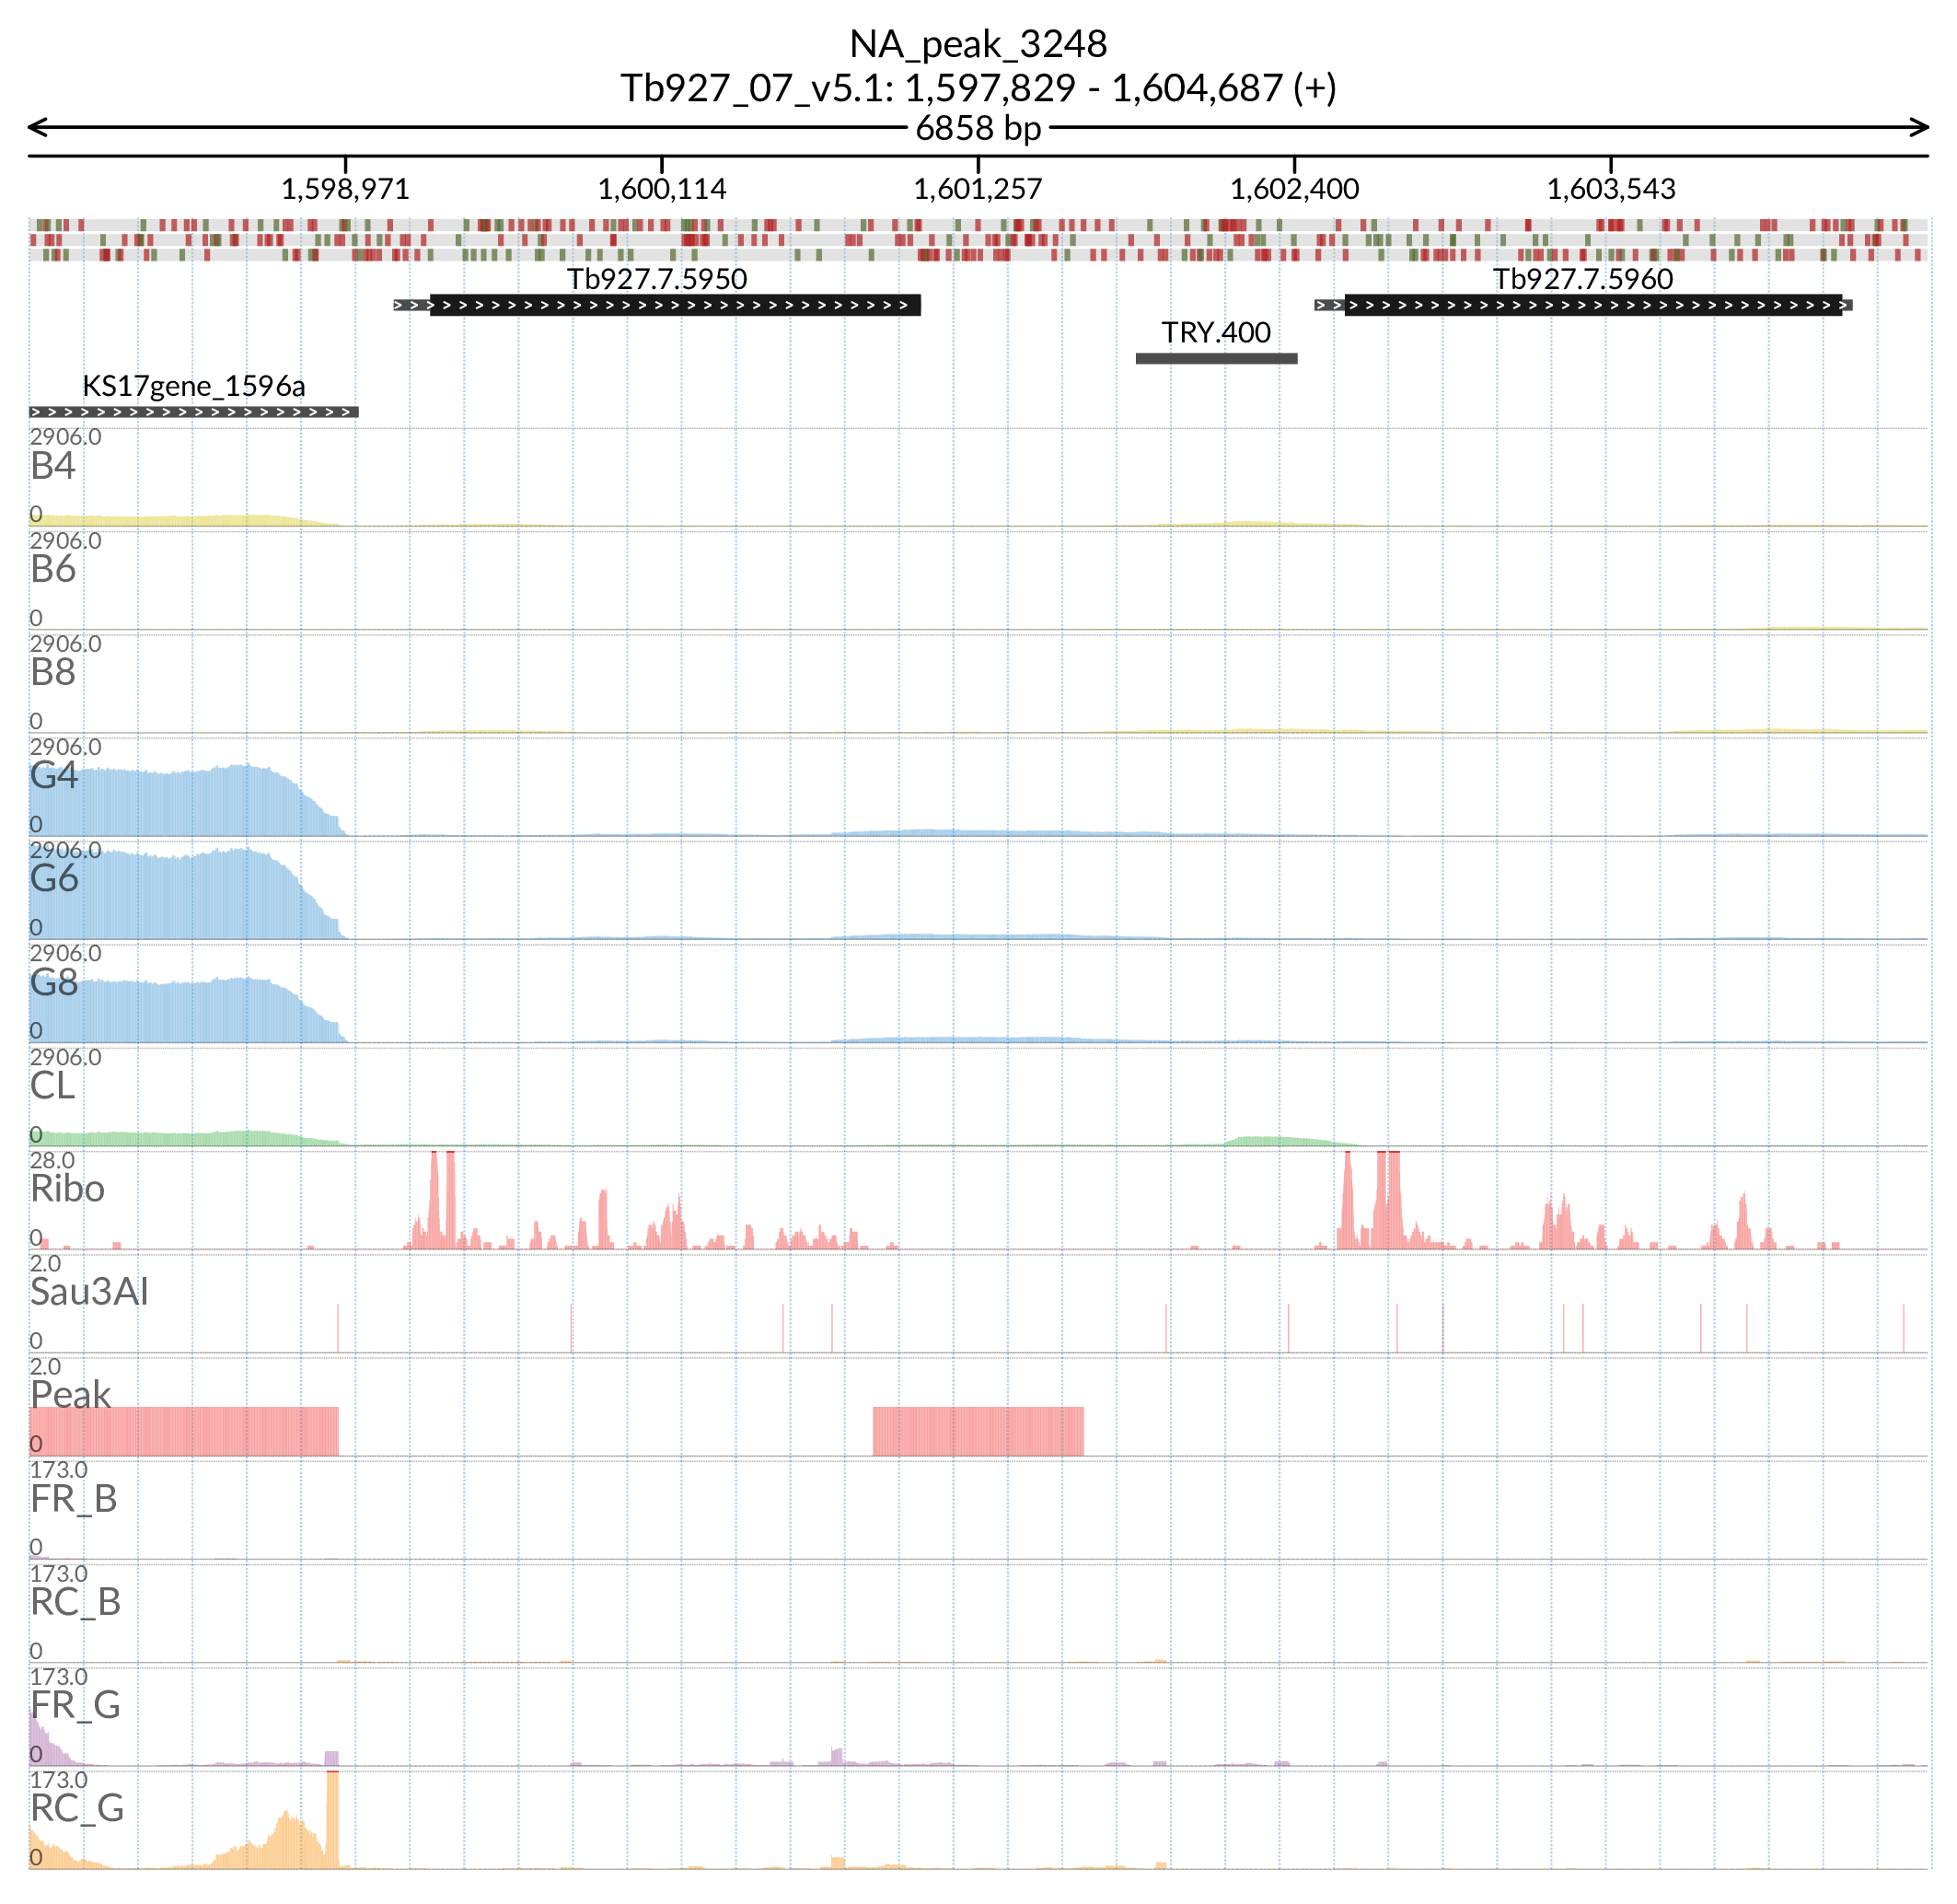 NA_peak_3248
Tb927_07_v5.1: 1,597,829 - 1,604,687 (+)
6858 bp
1,598,971 1,600,114 1,601,257 1,602,400 1,603,543
Tb927.7.5950 Tb927.7.5960
TRY.400
KS17gene_1596a
2906.0
B4
0
2906.0
B6
0
2906.0
B8
0
2906.0
G4
0
2906.0
G6
0
2906.0
G8
0
2906.0
CL
0
28.0
Ribo
0
2.0
Sau3AI
0
2.0
Peak
0
173.0
FR_B
0
173.0
RC_B
0
173.0
FR_G
0
173.0
RC_G
0